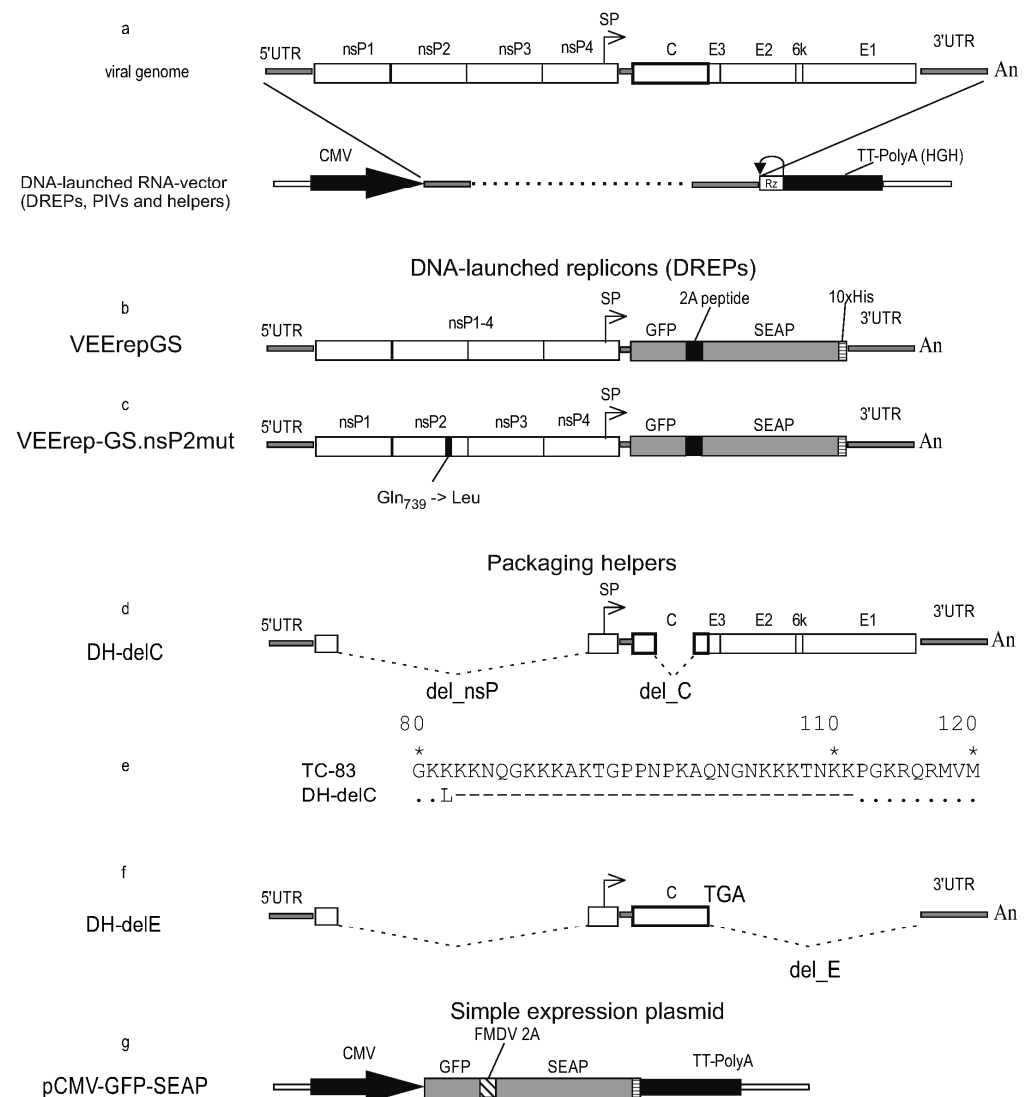 a
SP
5'UTR nsP1 nsP2 nsP3 nsP4 C E3 E2 6k E1 3'UTR
viral genome An
CMV TT-PolyA (HGH)
DNA-launched RNA-vector
(DREPs, PIVs and helpers)
Rz
DNA-launched replicons (DREPs)
b
SP 2A peptide 10xHis
5'UTR nsP1-4 GFP SEAP 3'UTR
VEErepGS An
c
SP
5'UTR nsP1 nsP2 nsP3 nsP4 GFP SEAP 3'UTR
VEErep-GS.nsP2mut An
Gln739 -> Leu
Packaging helpers
d
SP
5'UTR C E3 E2 6k E1 3'UTR
DH-delC An
del_nsP del_C
80 110 120
* * *
e
TC-83 GKKKKNQGKKKAKTGPPNPKAQNGNKKKTNKKPGKRQRMVM
DH-delC ..L-----------------------------.........
f
5'UTR C TGA 3'UTR
DH-delE An
del_E
Simple expression plasmid
g
FMDV 2A
CMV GFP SEAP TT-PolyA
pCMV-GFP-SEAP